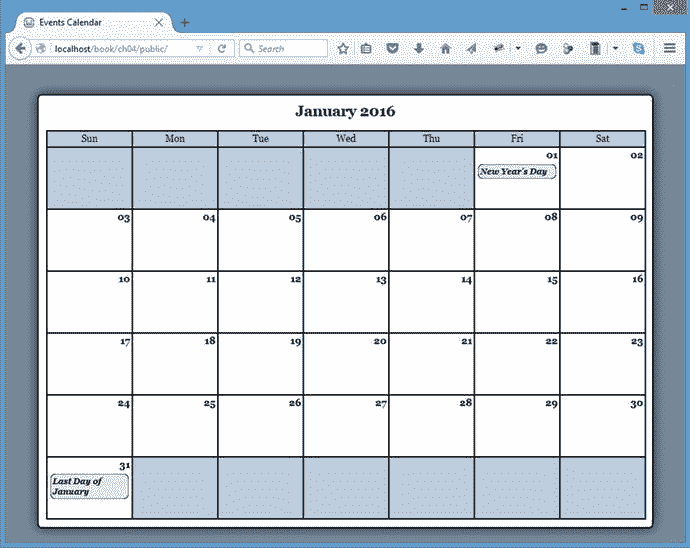 Events Calendar
localhost/book/ch04/public/
Search
January 2016
Sun Mon Tue Wed Thu Fri Sat
01 02
New Year's Day
03 04 05 06 07 08 09
10 11 12 13 14 15 16
17 18 19 20 21 22 23
24 25 26 27 28 29 30
31
Last Day of
January